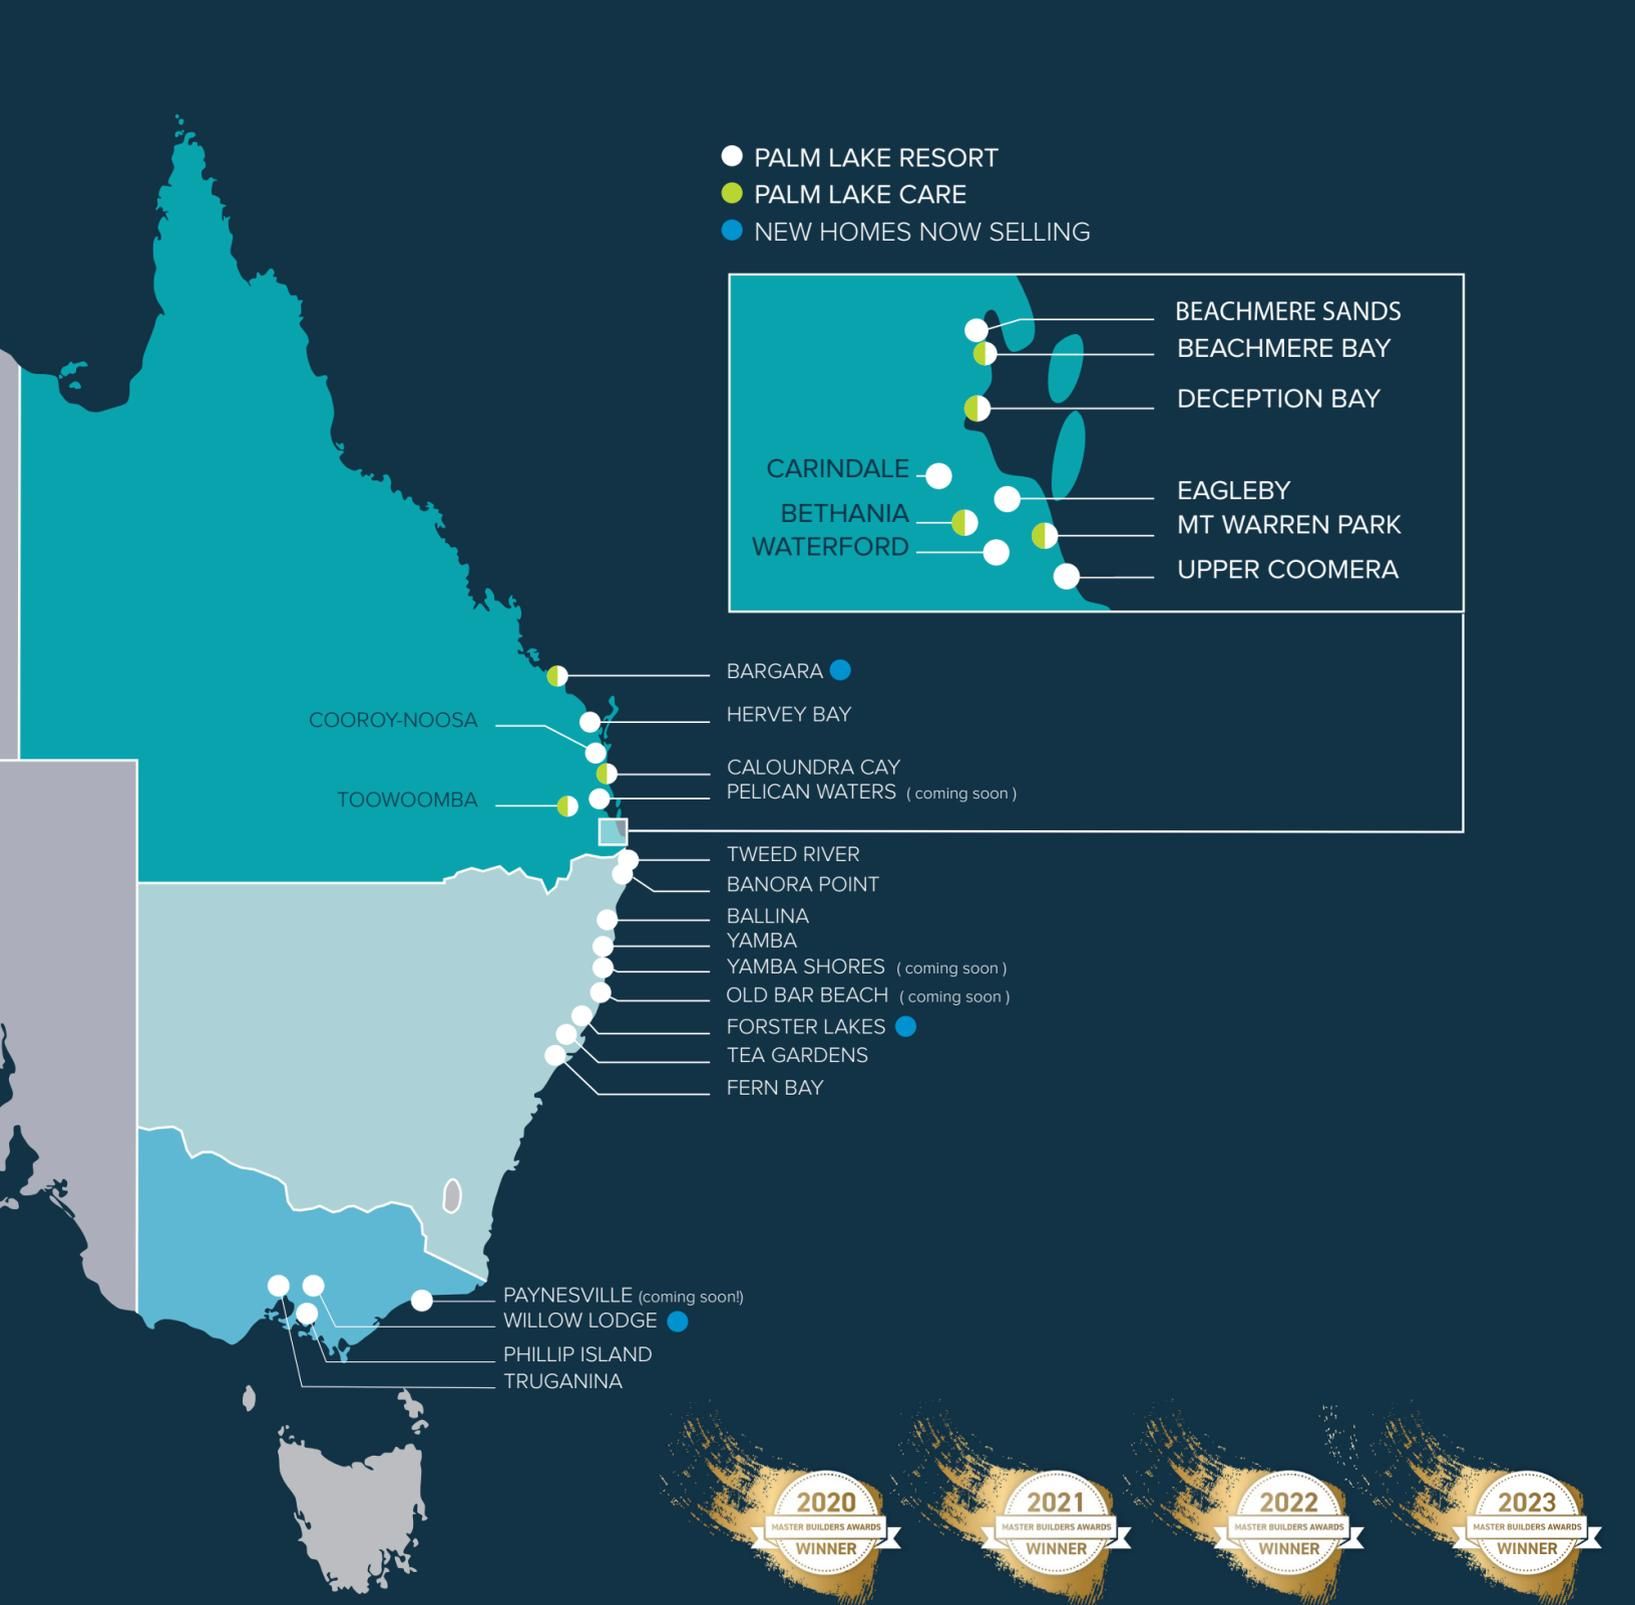 PALM LAKE RESORT
PALM LAKE CARE
NEW HOMES NOW SELLING
BEACHMERE SANDS
BEACHMERE BAY
DECEPTION BAY
CARINDALE
EAGLEBY
BETHANIA
MT WARREN PARK
WATERFORD
UPPER COOMERA
BARGARA
HERVEY BAY
COOROY-NOOSA
CALOUNDRA CAY
PELICAN WATERS ( coming soon )
TOOWOOMBA
TWEED RIVER
BANORA POINT
BALLINA
YAMBA
YAMBA SHORES ( coming soon )
OLD BAR BEACH ( coming soon )
FORSTER LAKES
TEA GARDENS
FERN BAY
PAYNESVILLE (coming soon!)
WILLOW LODGE
PHILLIP ISLAND
TRUGANINA
2020
MASTER BUILDERS AWARDS
WINNER
2021
MASTER BUILDERS AWARDS
WINNER
2022
MASTER BUILDERS AWARDS
WINNER
2023
MASTER BUILDERS AWARDS
WINNER